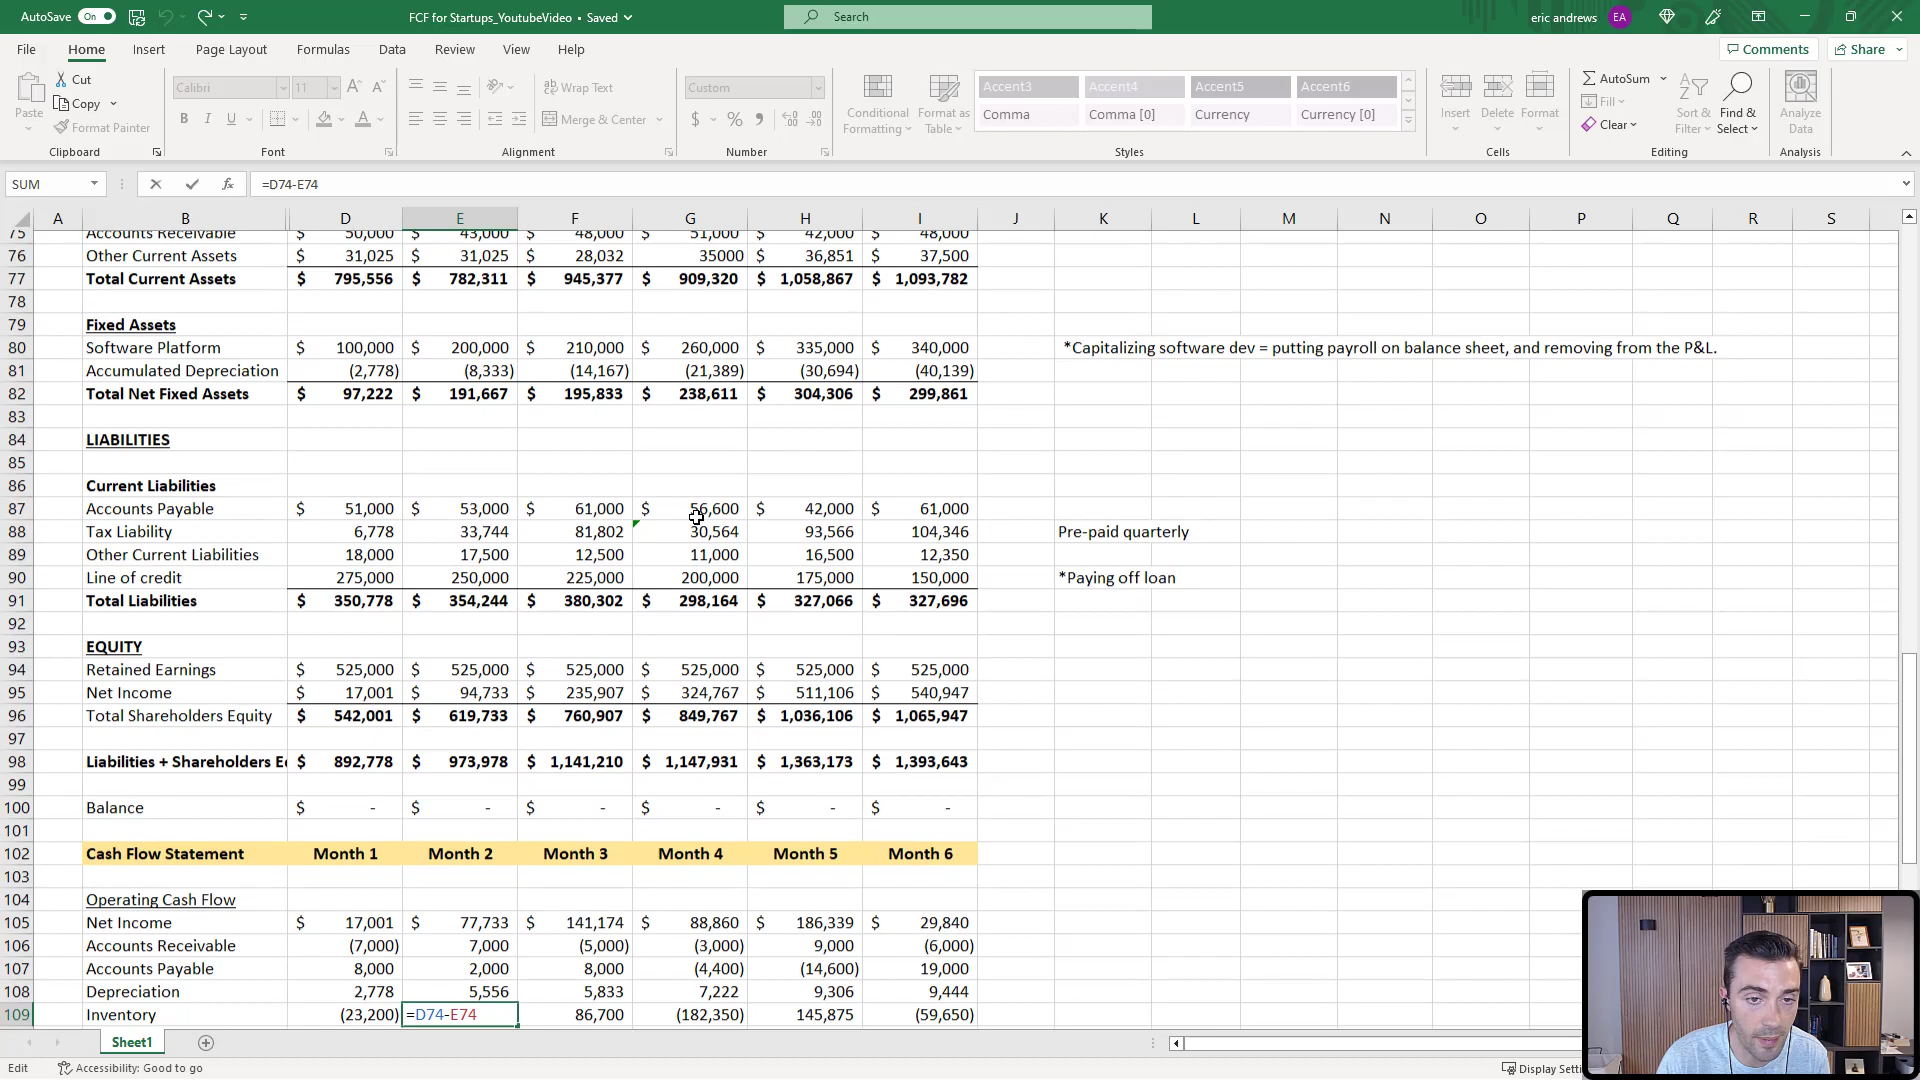 AutoSave On FCF for Startups_YoutubeVideo • Saved Search eric andrews EA
File Home Insert Page Layout Formulas Data Review View Help Comments Share
Paste Cut Copy Format Painter Clipboard
Calibri 11 A A B I U A Font
Wrap Text Merge & Center Alignment
Custom $ % 9 Number
Conditional Formatting Format as Table
Accent3 Accent4 Accent5 Accent6
Comma Comma [0] Currency Currency [0]
Styles
Insert Delete Format Cells
AutoSum Fill Clear Sort & Filter Find & Select Editing
Analyze Data Analysis
SUM fx =D74-E74
A B D E F G H I J K L M N O P Q R S
75 Accounts Receivable $ 50,000 $ 43,000 $ 48,000 $ 51,000 $ 42,000 $ 48,000
76 Other Current Assets $ 31,025 $ 31,025 $ 28,032 35000 $ 36,851 $ 37,500
77 Total Current Assets $ 795,556 $ 782,311 $ 945,377 $ 909,320 $ 1,058,867 $ 1,093,782
78
79 Fixed Assets
80 Software Platform $ 100,000 $ 200,000 $ 210,000 $ 260,000 $ 335,000 $ 340,000 *Capitalizing software dev = putting payroll on balance sheet, and removing from the P&L.
81 Accumulated Depreciation (2,778) (8,333) (14,167) (21,389) (30,694) (40,139)
82 Total Net Fixed Assets $ 97,222 $ 191,667 $ 195,833 $ 238,611 $ 304,306 $ 299,861
83
84 LIABILITIES
85
86 Current Liabilities
87 Accounts Payable $ 51,000 $ 53,000 $ 61,000 $ 56,600 $ 42,000 $ 61,000
88 Tax Liability 6,778 33,744 81,802 30,564 93,566 104,346 Pre-paid quarterly
89 Other Current Liabilities 18,000 17,500 12,500 11,000 16,500 12,350
90 Line of credit 275,000 250,000 225,000 200,000 175,000 150,000 *Paying off loan
91 Total Liabilities $ 350,778 $ 354,244 $ 380,302 $ 298,164 $ 327,066 $ 327,696
92
93 EQUITY
94 Retained Earnings $ 525,000 $ 525,000 $ 525,000 $ 525,000 $ 525,000 $ 525,000
95 Net Income $ 17,001 $ 94,733 $ 235,907 $ 324,767 $ 511,106 $ 540,947
96 Total Shareholders Equity $ 542,001 $ 619,733 $ 760,907 $ 849,767 $ 1,036,106 $ 1,065,947
97
98 Liabilities + Shareholders E $ 892,778 $ 973,978 $ 1,141,210 $ 1,147,931 $ 1,363,173 $ 1,393,643
99
100 Balance $ - $ - $ - $ - $ - $ -
101
102 Cash Flow Statement Month 1 Month 2 Month 3 Month 4 Month 5 Month 6
103
104 Operating Cash Flow
105 Net Income $ 17,001 $ 77,733 $ 141,174 $ 88,860 $ 186,339 $ 29,840
106 Accounts Receivable (7,000) 7,000 (5,000) (3,000) 9,000 (6,000)
107 Accounts Payable 8,000 2,000 8,000 (4,400) (14,600) 19,000
108 Depreciation 2,778 5,556 5,833 7,222 9,306 9,444
109 Inventory (23,200) =D74-E74 86,700 (182,350) 145,875 (59,650)
Sheet1
Edit Accessibility: Good to go Display Setti